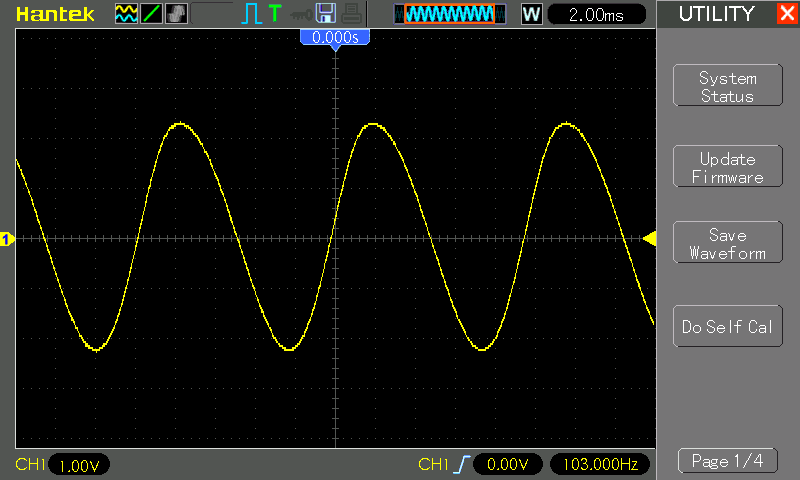 Hantek
T
W
2.00ms
UTILITY
X
0.000s
System
Status
Update
Firmware
1
Save
Waveform
Do Self Cal
CH1 1.00V
CH1 0.00V 103.000Hz
Page 1/4